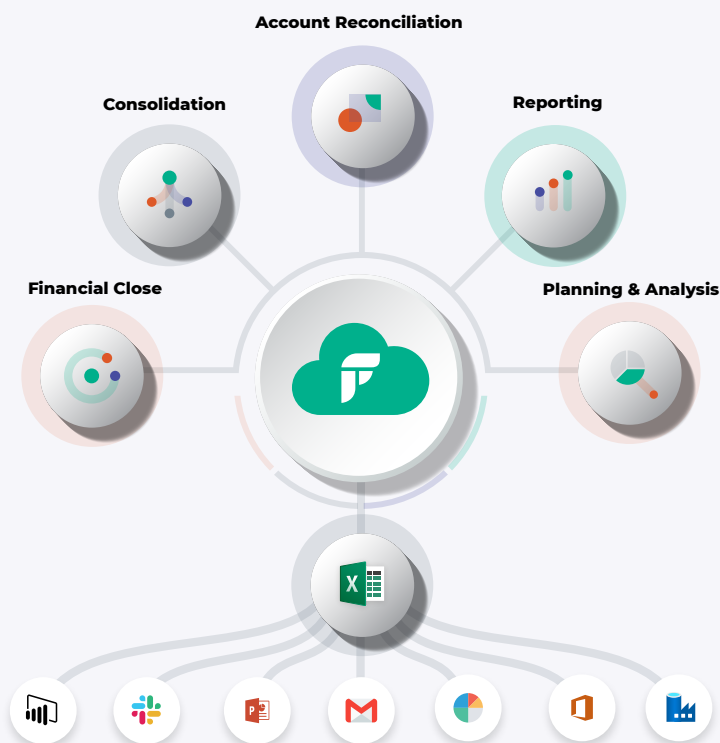 Account Reconciliation
Consolidation
Reporting
Financial Close
Planning & Analysis
X
P